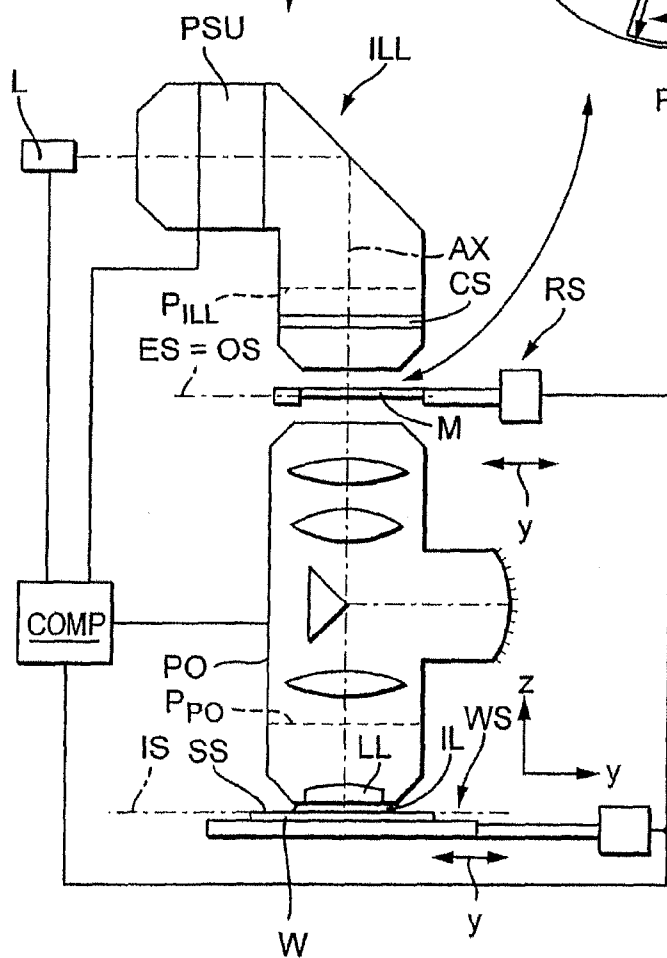 PSU
ILL
L
P
AX
P_ILL
CS
RS
ES = OS
M
y
COMP
PO
P_PO
z
WS
IS
SS
LL
IL
y
y
W